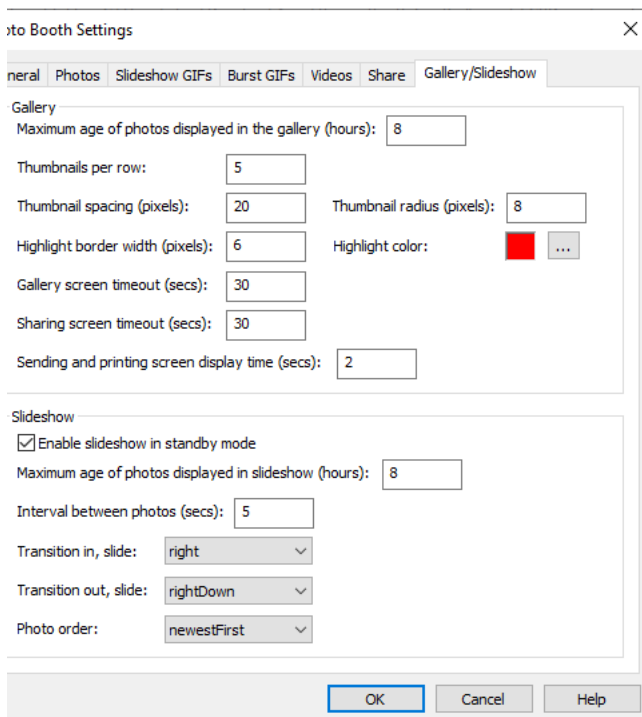 oto Booth Settings
neral Photos Slideshow GIFs Burst GIFs Videos Share Gallery/Slideshow
Gallery
Maximum age of photos displayed in the gallery (hours): 8
Thumbnails per row: 5
Thumbnail spacing (pixels): 20 Thumbnail radius (pixels): 8
Highlight border width (pixels): 6 Highlight color: ...
Gallery screen timeout (secs): 30
Sharing screen timeout (secs): 30
Sending and printing screen display time (secs): 2
Slideshow
Enable slideshow in standby mode
Maximum age of photos displayed in slideshow (hours): 8
Interval between photos (secs): 5
Transition in, slide: right
Transition out, slide: rightDown
Photo order: newestFirst
OK Cancel Help